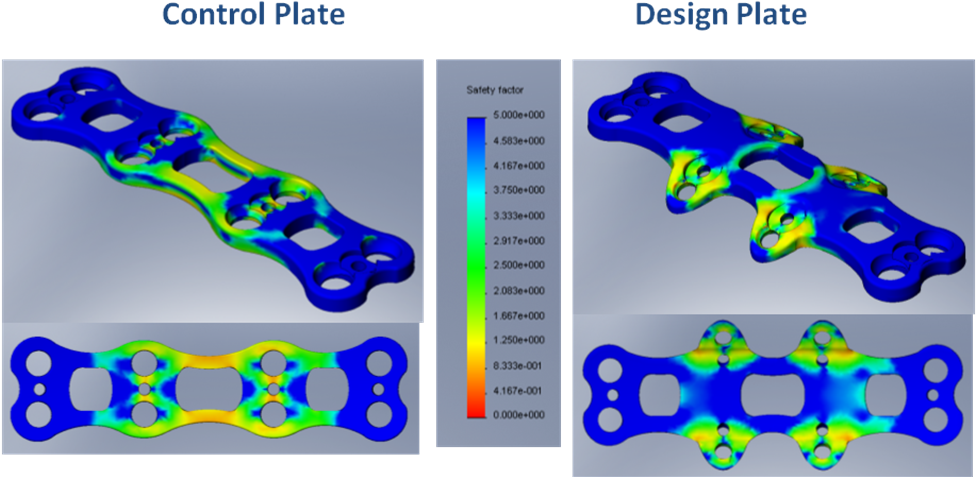 Control Plate
Design Plate
Safety factor
5.000e+000
4.583e+000
4.167e+000
3.750e+000
3.333e+000
2.917e+000
2.500e+000
2.083e+000
1.667e+000
1.250e+000
8.333e-001
4.167e-001
0.000e+000